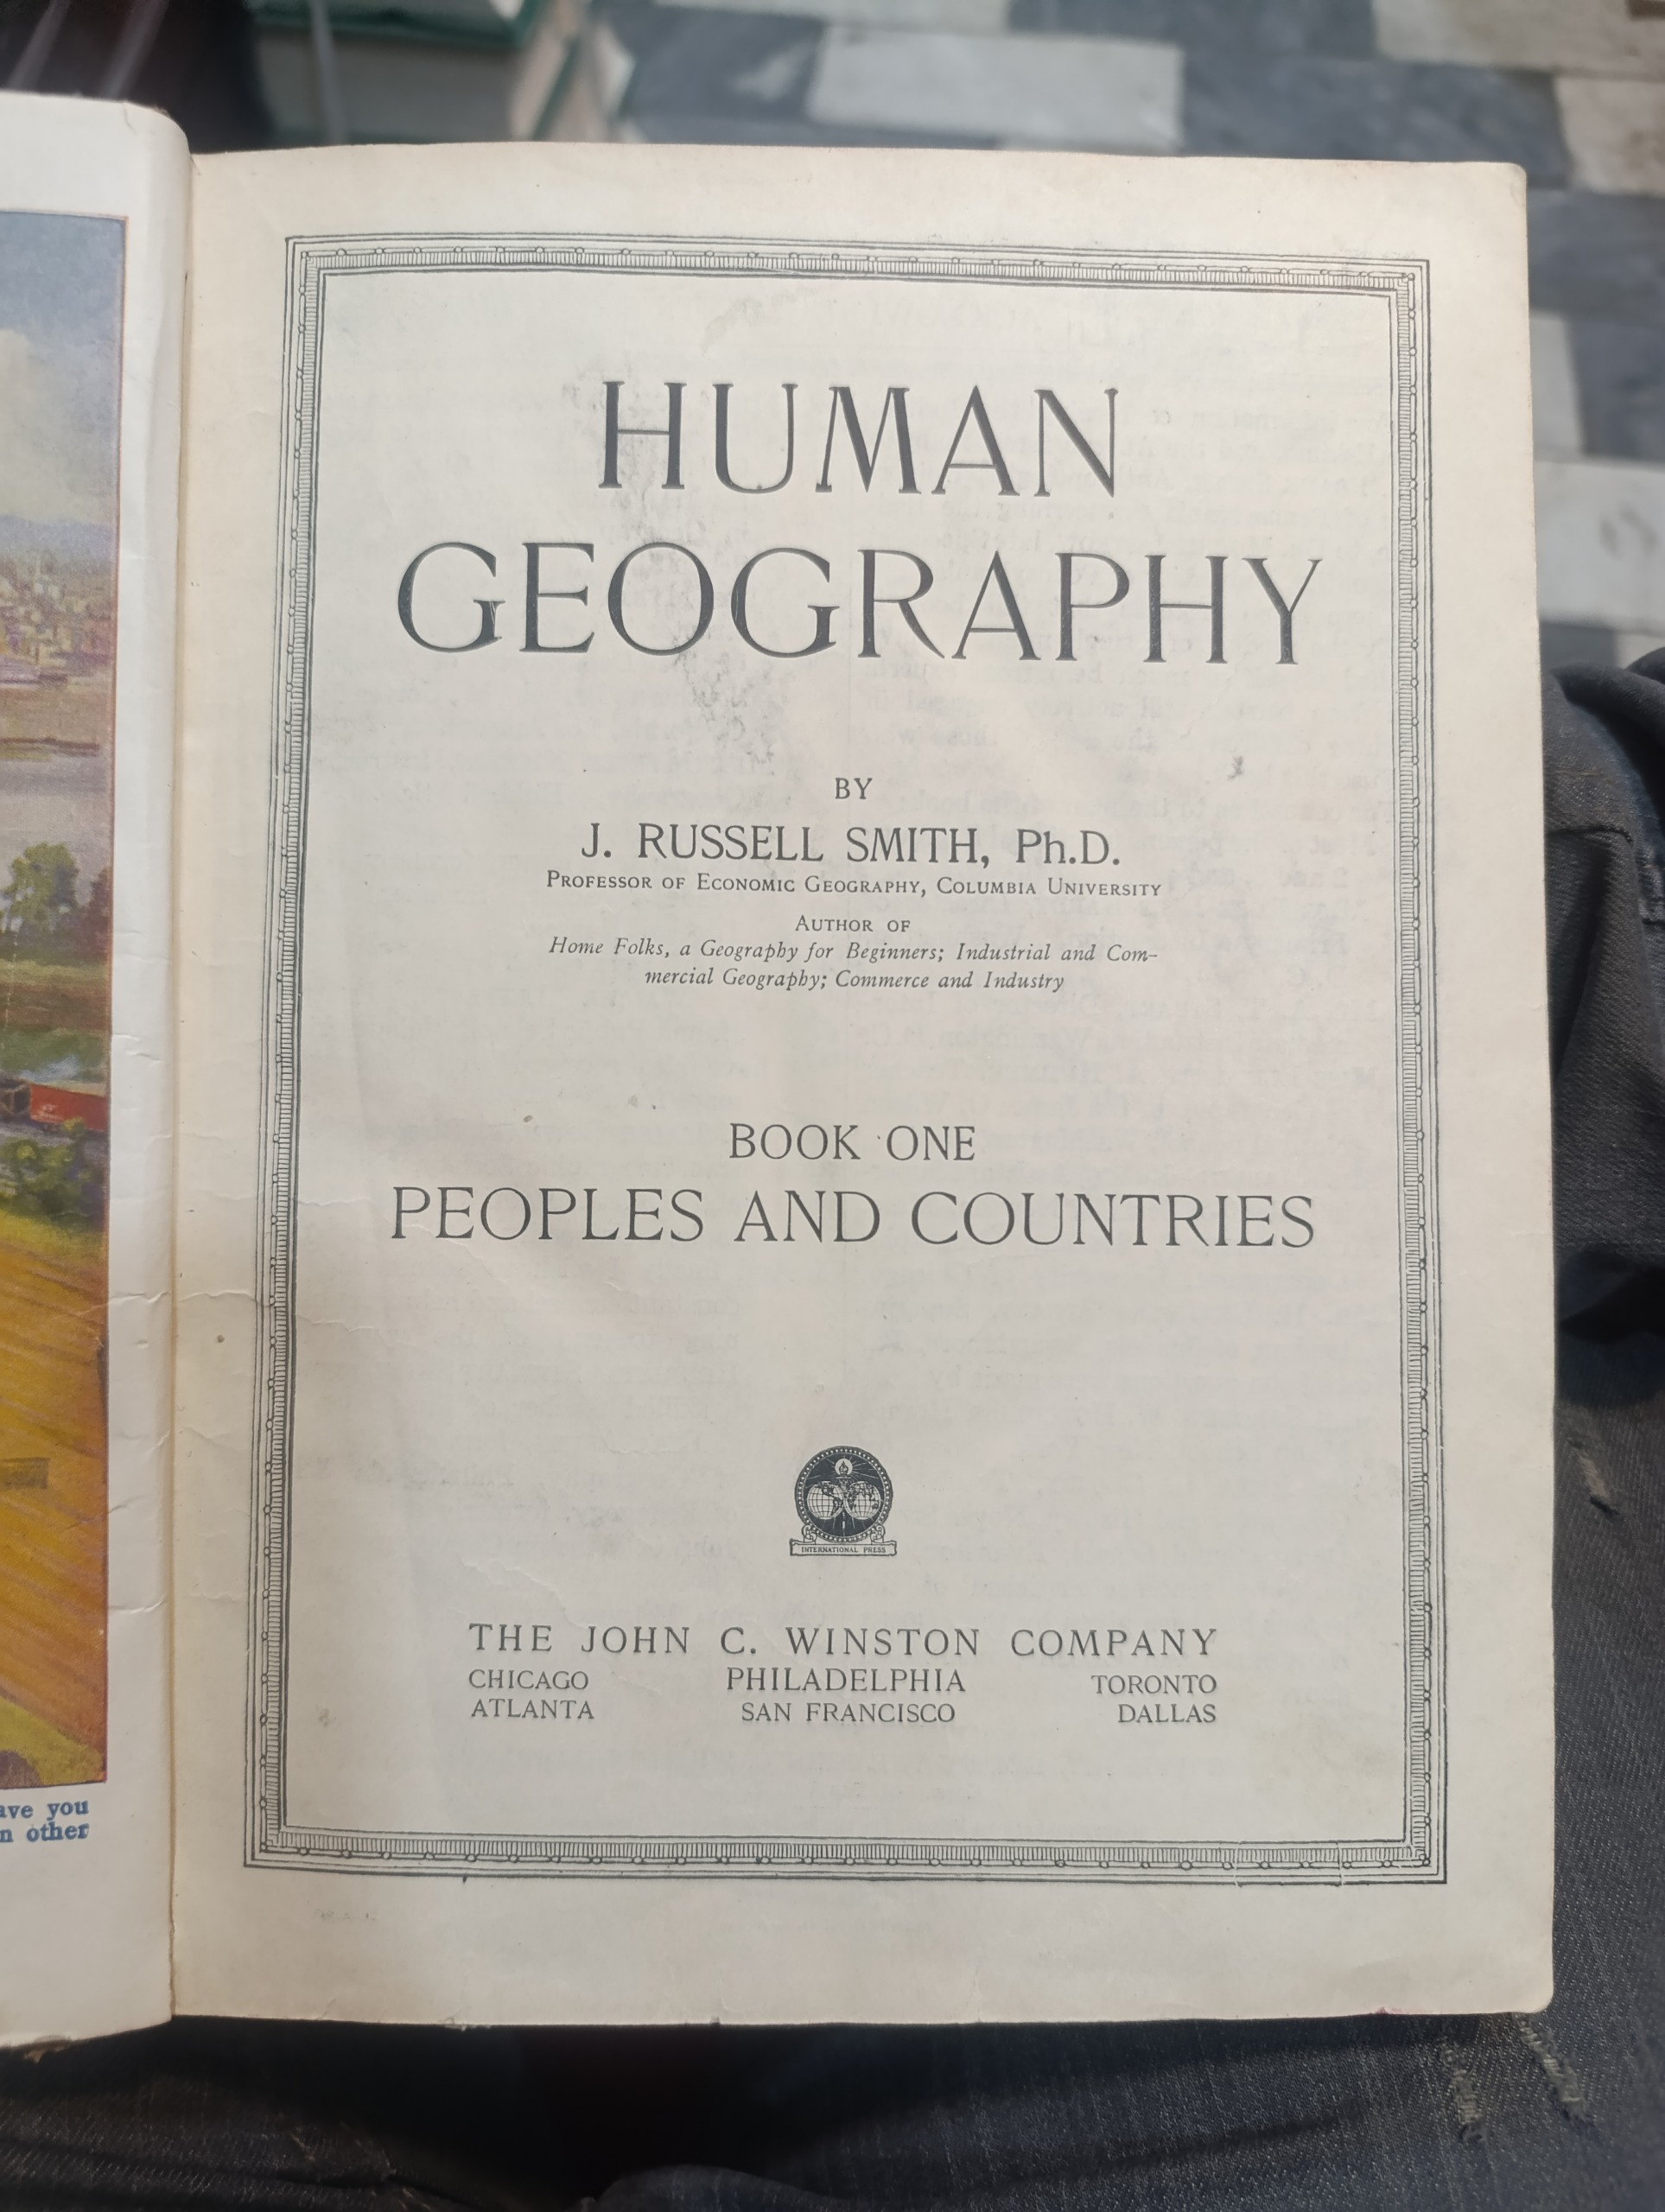 HUMAN
GEOGRAPHY
BY
J. RUSSELL SMITH, Ph.D.
PROFESSOR OF ECONOMIC GEOGRAPHY, COLUMBIA UNIVERSITY
AUTHOR OF
Home Folks, a Geography for Beginners; Industrial and Com-
mercial Geography; Commerce and Industry
BOOK ONE
PEOPLES AND COUNTRIES
INTERNATIONAL PRESS
THE JOHN C. WINSTON COMPANY
CHICAGO PHILADELPHIA TORONTO
ATLANTA SAN FRANCISCO DALLAS
you
other